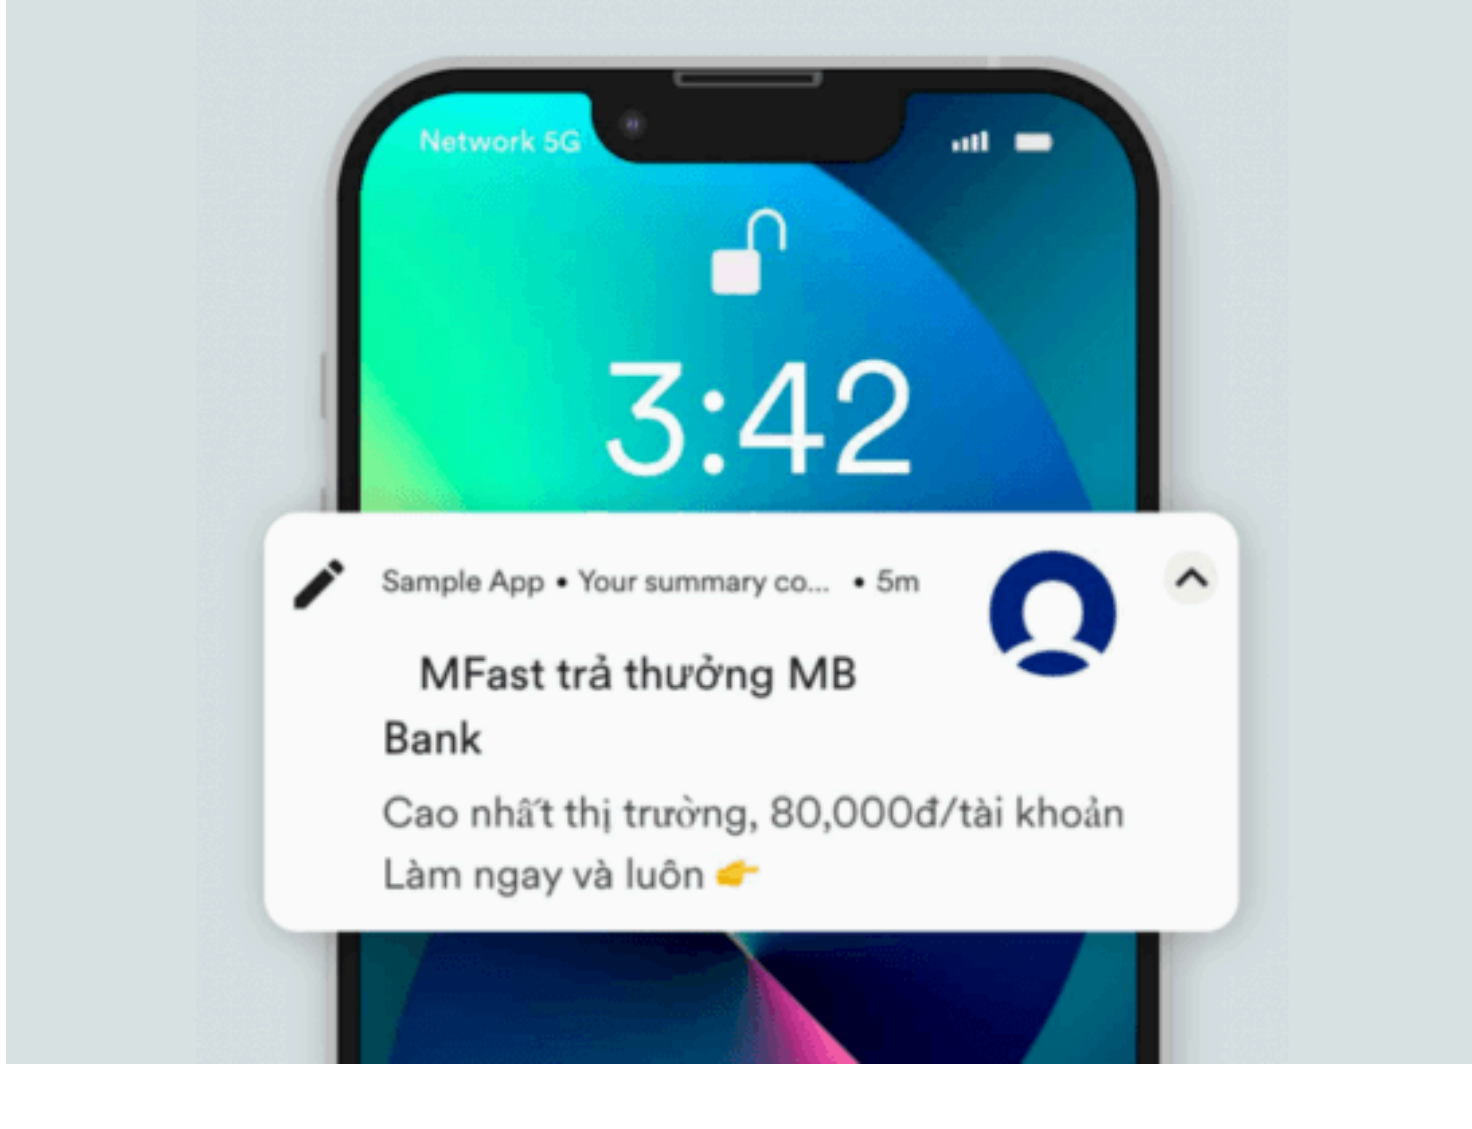 Network 5G
3:42
Sample App • Your summary co... • 5m
MFast trả thưởng MB
Bank
Cao nhất thị trường, 80,000đ/tài khoản
Làm ngay và luôn 👉